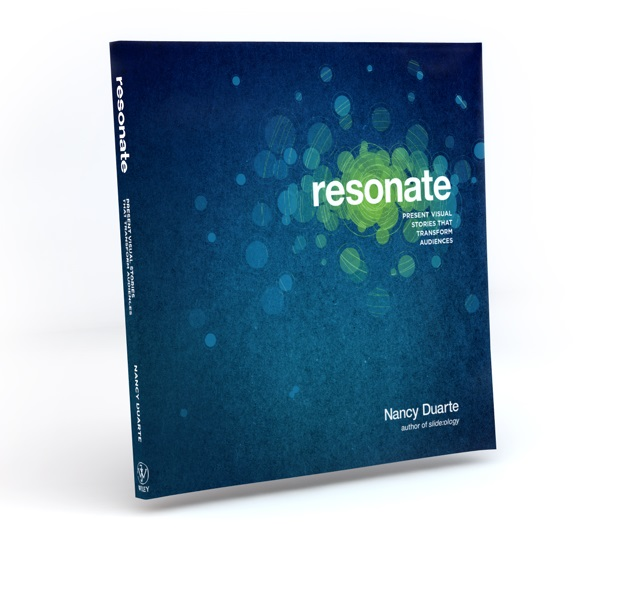 resonate
PRESENT VISUAL STORIES
THAT TRANSFORM AUDIENCES
NANCY DUARTE
WILEY
resonate
PRESENT VISUAL
STORIES THAT
TRANSFORM
AUDIENCES
Nancy Duarte
author of slide:ology